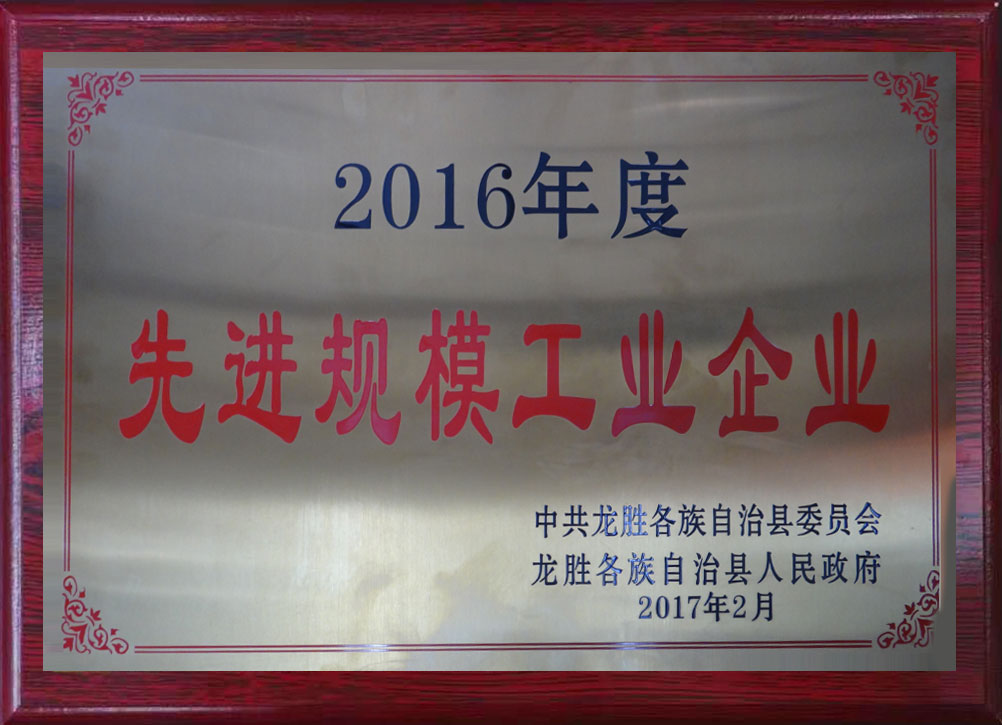 2016年度
先进规模工业企业
中共龙胜各族自治县委员会
龙胜各族自治县人民政府
2017年2月